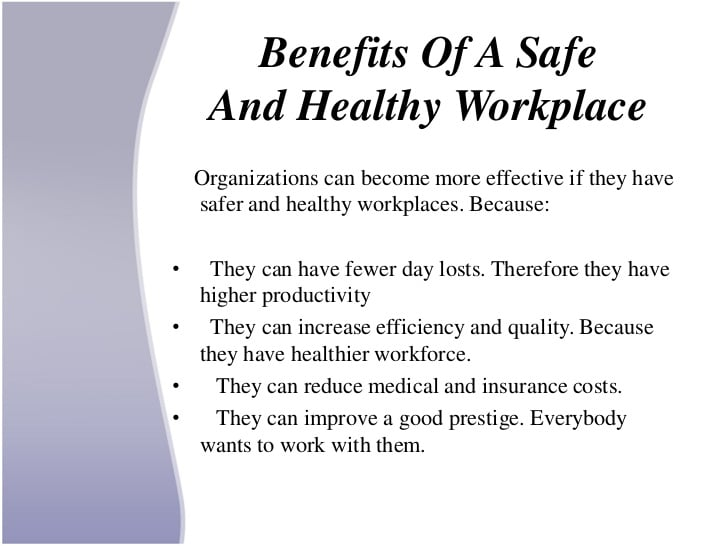 Benefits Of A Safe
And Healthy Workplace
Organizations can become more effective if they have
safer and healthy workplaces. Because:
• They can have fewer day losts. Therefore they have
higher productivity
• They can increase efficiency and quality. Because
they have healthier workforce.
• They can reduce medical and insurance costs.
• They can improve a good prestige. Everybody
wants to work with them.